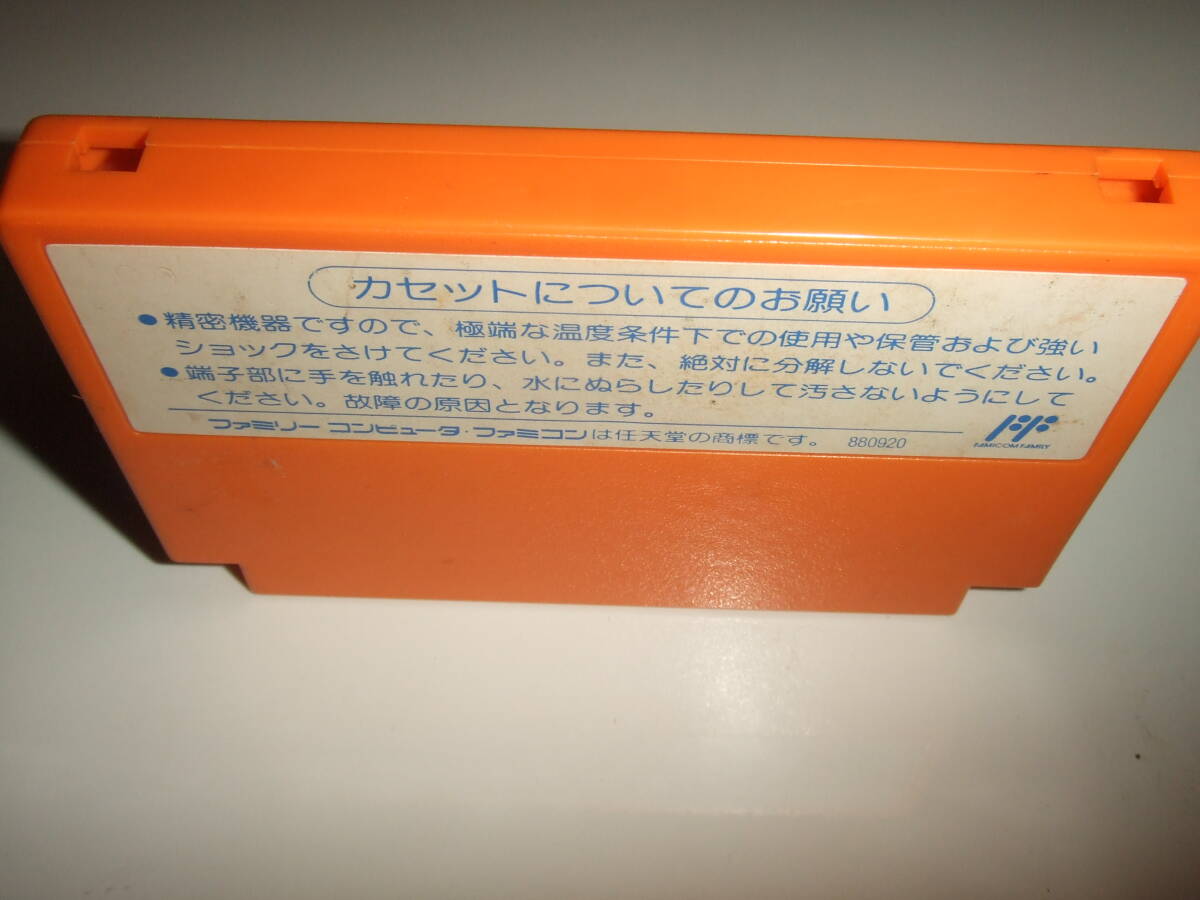 カセットについてのお願い
●精密機器ですので、極端な温度条件下での使用や保管および強い
ショックをさけてください。また、絶対に分解しないでください。
●端子部に手を触れたり、水にぬらしたりして汚さないようにして
ください。故障の原因となります。
ファミリー コンピュータ・ファミコンは任天堂の商標です。 880920
FAMICOM FAMILY